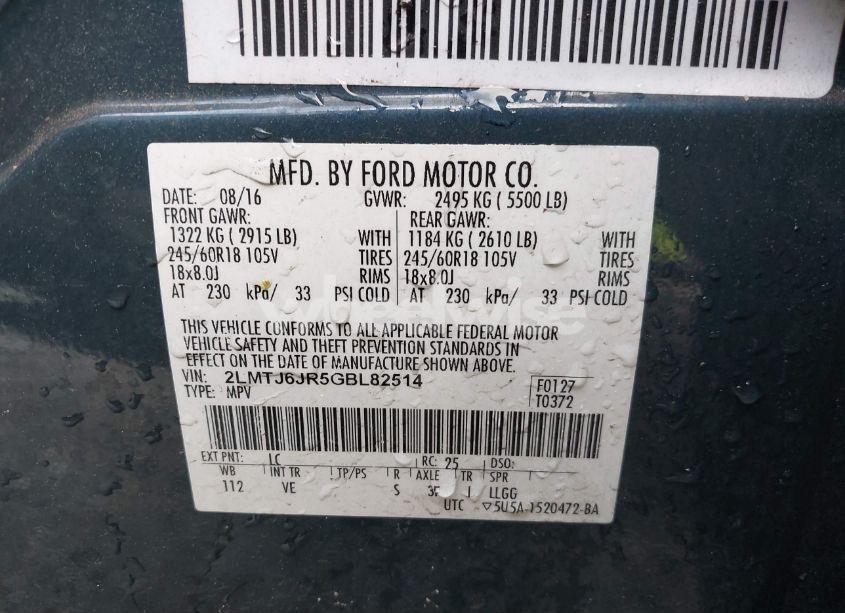 MFD. BY FORD MOTOR CO.
DATE: 08/16 GVWR: 2495 KG ( 5500 LB)
FRONT GAWR: REAR GAWR:
1322 KG ( 2915 LB) WITH 1184 KG ( 2610 LB) WITH
245/60R18 105V TIRES 245/60R18 105V TIRES
18x8.0J RIMS 18x8.0J RIMS
AT 230 kPa/ 33 PSI COLD AT 230 kPa/ 33 PSI COLD
THIS VEHICLE CONFORMS TO ALL APPLICABLE FEDERAL MOTOR
VEHICLE SAFETY AND THEFT PREVENTION STANDARDS IN
EFFECT ON THE DATE OF MANUFACTURE SHOWN ABOVE.
VIN: 2LMTJ6JR5GBL82514 F0127
TYPE: MPV T0372
EXT PNT: LC RC: 25 DSO:
WB INT TR TP/PS R AXLE TR SPR
112 VE S I LLGG
UTC ▽5U5A-1520472-BA